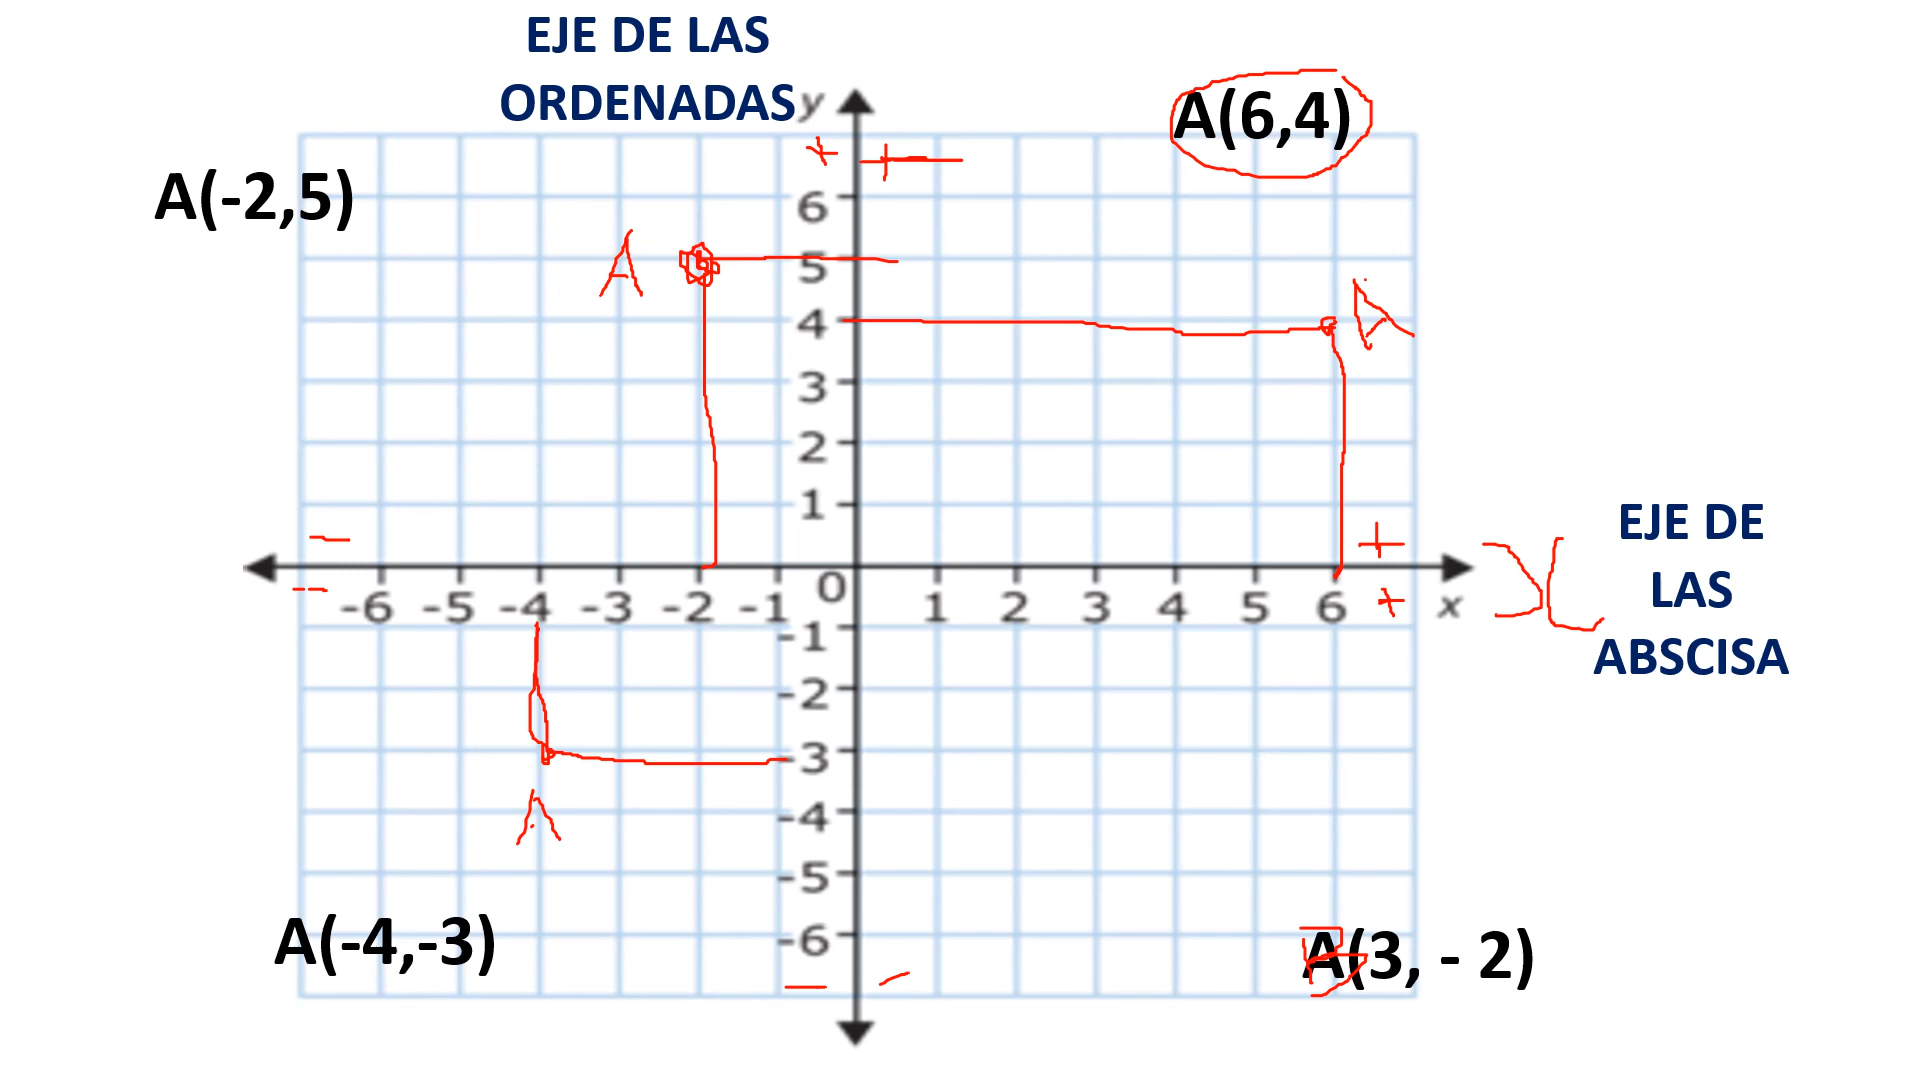 EJE DE LAS
ORDENADAS
y
A(6,4)
+ +
A(-2,5)
6
A
5
4
A
3
2
1
EJE DE
LAS
ABSCISA
+
-
0
-6 -5 -4 -3 -2 -1 1 2 3 4 5 6 x
-
+
X
-1
-2
-3
A
-4
-5
-6
A(-4,-3)
A(3, - 2)
- -